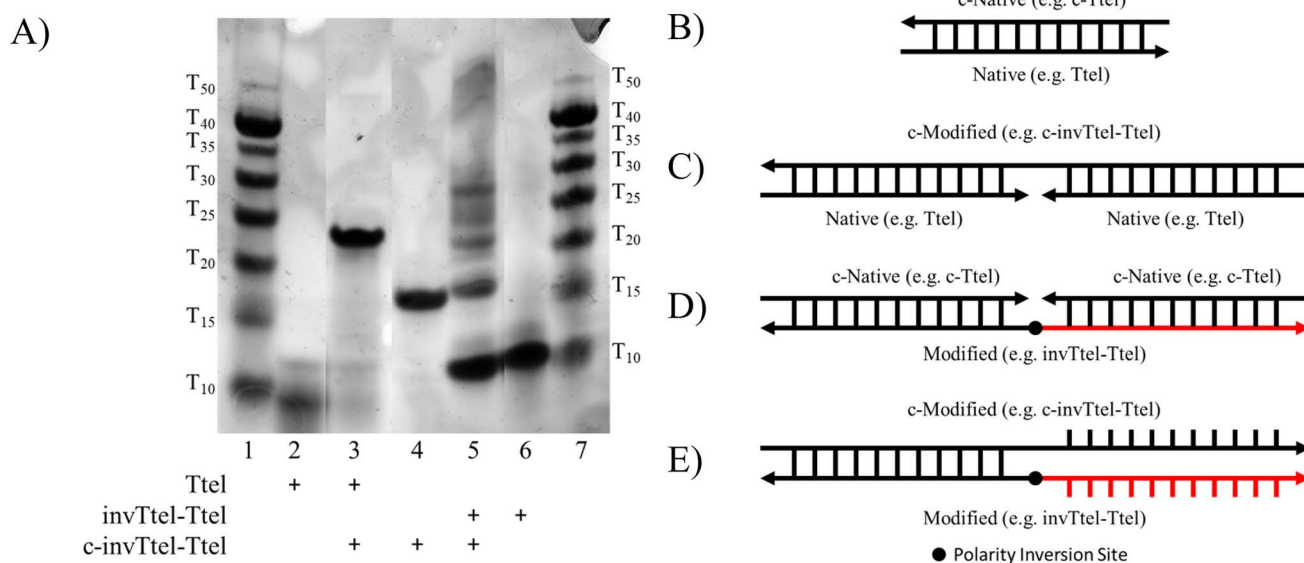 A)
T50
T40
T35
T30
T25
T20
T15
T10
T50
T40
T35
T30
T25
T20
T15
T10
1 2 3 4 5 6 7
Ttel + +
invTtel-Ttel + +
c-invTtel-Ttel + + +
B)
c-Native (e.g. c-Ttel)
Native (e.g. Ttel)
C)
c-Modified (e.g. c-invTtel-Ttel)
Native (e.g. Ttel) Native (e.g. Ttel)
D)
c-Native (e.g. c-Ttel) c-Native (e.g. c-Ttel)
Modified (e.g. invTtel-Ttel)
E)
c-Modified (e.g. c-invTtel-Ttel)
Modified (e.g. invTtel-Ttel)
Polarity Inversion Site